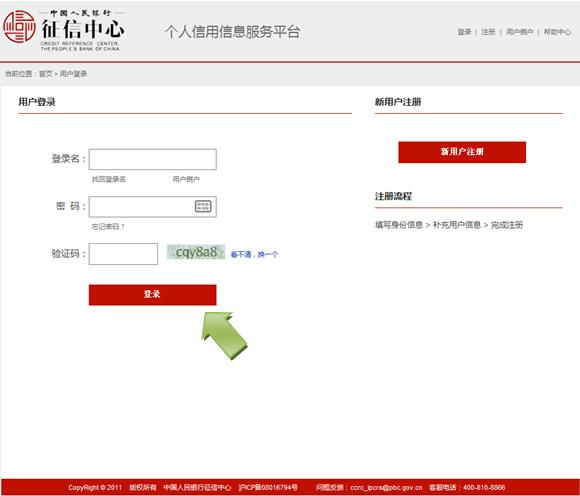 中国人民银行
征信中心
CREDIT REFERENCE CENTER,
THE PEOPLE'S BANK OF CHINA
个人信用信息服务平台
登录 | 注册 | 用户销户 | 帮助中心
当前位置：首页 > 用户登录
用户登录
登录名：
找回登录名 用户销户
密 码：
忘记密码？
验证码：
cqy8a8 看不清，换一个
登录
新用户注册
新用户注册
注册流程
填写身份信息 > 补充用户信息 > 完成注册
CopyRight © 2011 版权所有 中国人民银行征信中心 沪ICP备08016794号 问题反馈：ccrc_ipcrs@pbc.gov.cn 客服电话：400-810-8866